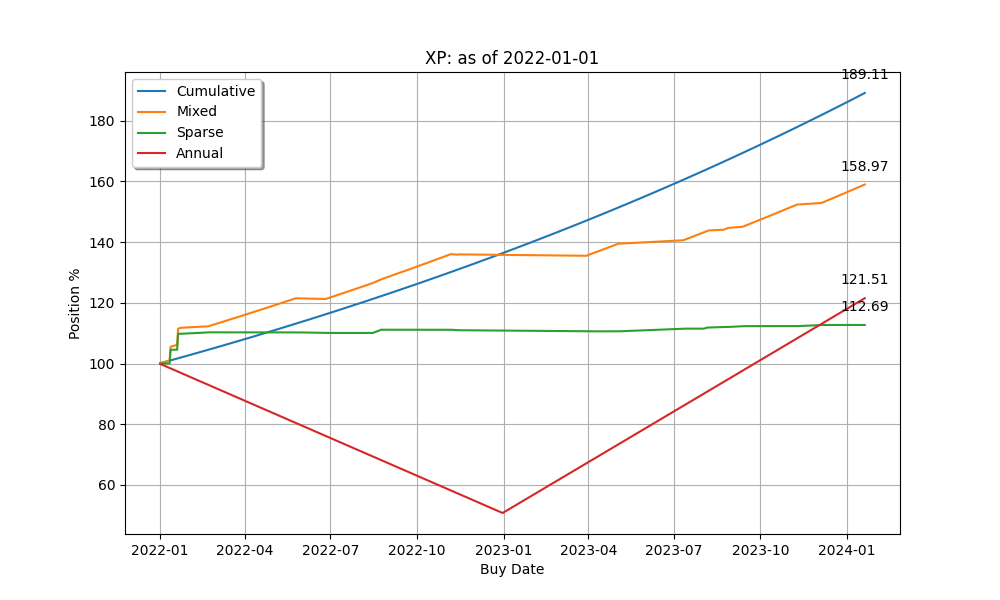 XP: as of 2022-01-01
Cumulative
Mixed
Sparse
Annual
189.11
158.97
121.51
112.69
Position %
180
160
140
120
100
80
60
2022-01 2022-04 2022-07 2022-10 2023-01 2023-04 2023-07 2023-10 2024-01
Buy Date